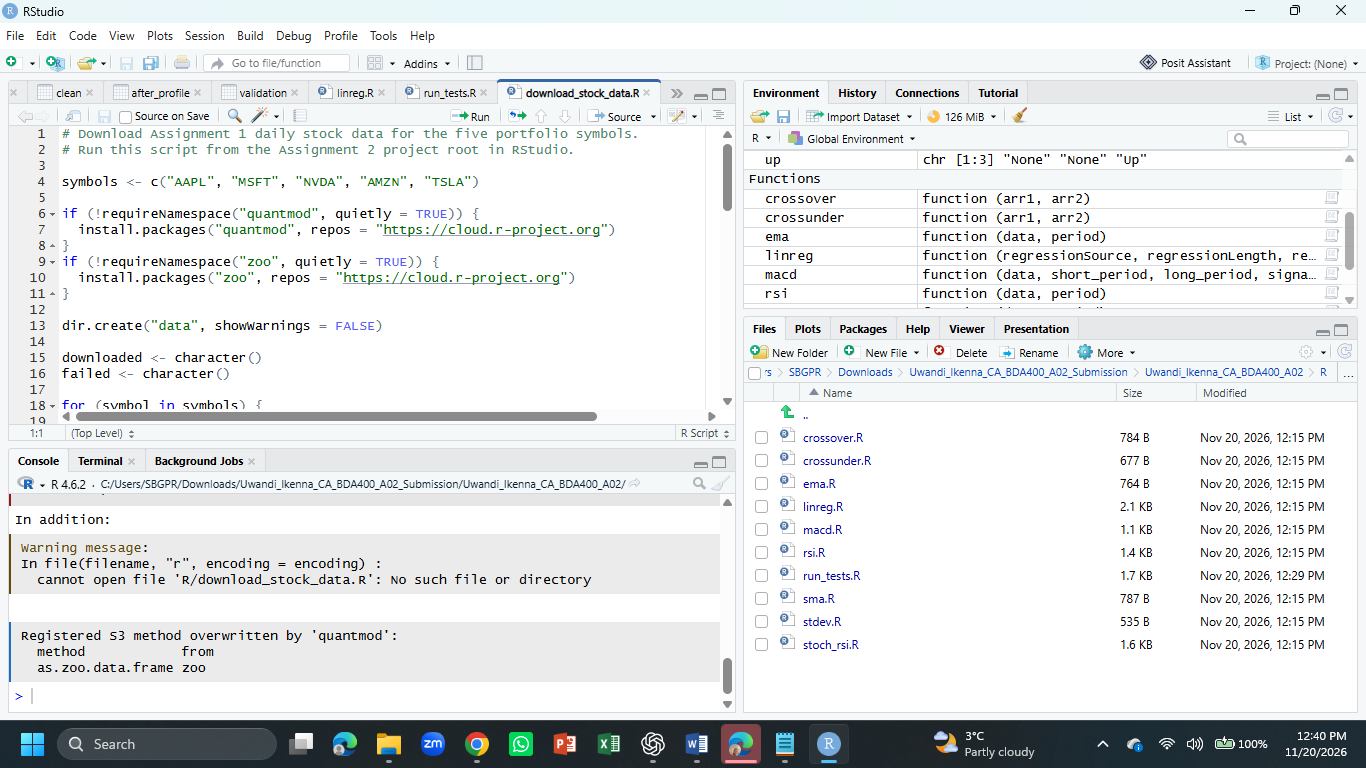 RStudio
File Edit Code View Plots Session Build Debug Profile Tools Help
Go to file/function Addins Posit Assistant Project: (None)
clean after_profile validation linreg.R run_tests.R download_stock_data.R
Source on Save Run Source
1 # Download Assignment 1 daily stock data for the five portfolio symbols.
2 # Run this script from the Assignment 2 project root in RStudio.
3
4 symbols <- c("AAPL", "MSFT", "NVDA", "AMZN", "TSLA")
5
6 if (!requireNamespace("quantmod", quietly = TRUE)) {
7 install.packages("quantmod", repos = "https://cloud.r-project.org")
8 }
9 if (!requireNamespace("zoo", quietly = TRUE)) {
10 install.packages("zoo", repos = "https://cloud.r-project.org")
11 }
12
13 dir.create("data", showWarnings = FALSE)
14
15 downloaded <- character()
16 failed <- character()
17
18 for (symbol in symbols) {
19
1:1 (Top Level) R Script
Console Terminal Background Jobs
R 4.6.2 · C:/Users/SBGPR/Downloads/Uwandi_Ikenna_CA_BDA400_A02_Submission/Uwandi_Ikenna_CA_BDA400_A02/
In addition:
Warning message:
In file(filename, "r", encoding = encoding) :
cannot open file 'R/download_stock_data.R': No such file or directory
Registered S3 method overwritten by 'quantmod':
method from
as.zoo.data.frame zoo
>
Environment History Connections Tutorial
Import Dataset 126 MiB List
R Global Environment
up chr [1:3] "None" "None" "Up"
Functions
crossover function (arr1, arr2)
crossunder function (arr1, arr2)
ema function (data, period)
linreg function (regressionSource, regressionLength, re...
macd function (data, short_period, long_period, signa...
rsi function (data, period)
Files Plots Packages Help Viewer Presentation
New Folder New File Delete Rename More
rs SBGPR Downloads Uwandi_Ikenna_CA_BDA400_A02_Submission Uwandi_Ikenna_CA_BDA400_A02 R ...
Name Size Modified
..
crossover.R 784 B Nov 20, 2026, 12:15 PM
crossunder.R 677 B Nov 20, 2026, 12:15 PM
ema.R 764 B Nov 20, 2026, 12:15 PM
linreg.R 2.1 KB Nov 20, 2026, 12:15 PM
macd.R 1.1 KB Nov 20, 2026, 12:15 PM
rsi.R 1.4 KB Nov 20, 2026, 12:15 PM
run_tests.R 1.7 KB Nov 20, 2026, 12:29 PM
sma.R 787 B Nov 20, 2026, 12:15 PM
stdev.R 535 B Nov 20, 2026, 12:15 PM
stoch_rsi.R 1.6 KB Nov 20, 2026, 12:15 PM
Search
3°C
Partly cloudy
100%
12:40 PM
11/20/2026